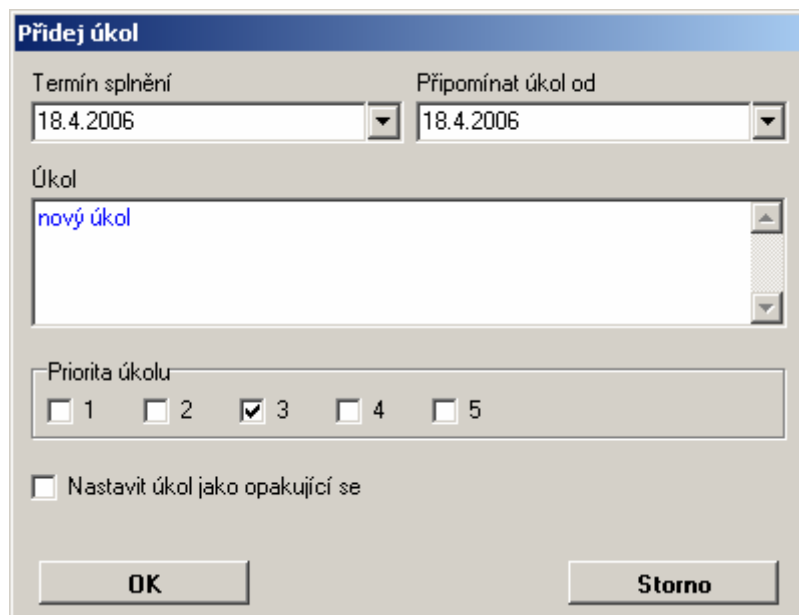 Přidej úkol
Termín splnění Připomínat úkol od
18.4.2006 18.4.2006
Úkol
nový úkol
Priorita úkolu
1 2 3 4 5
Nastavit úkol jako opakující se
OK Storno